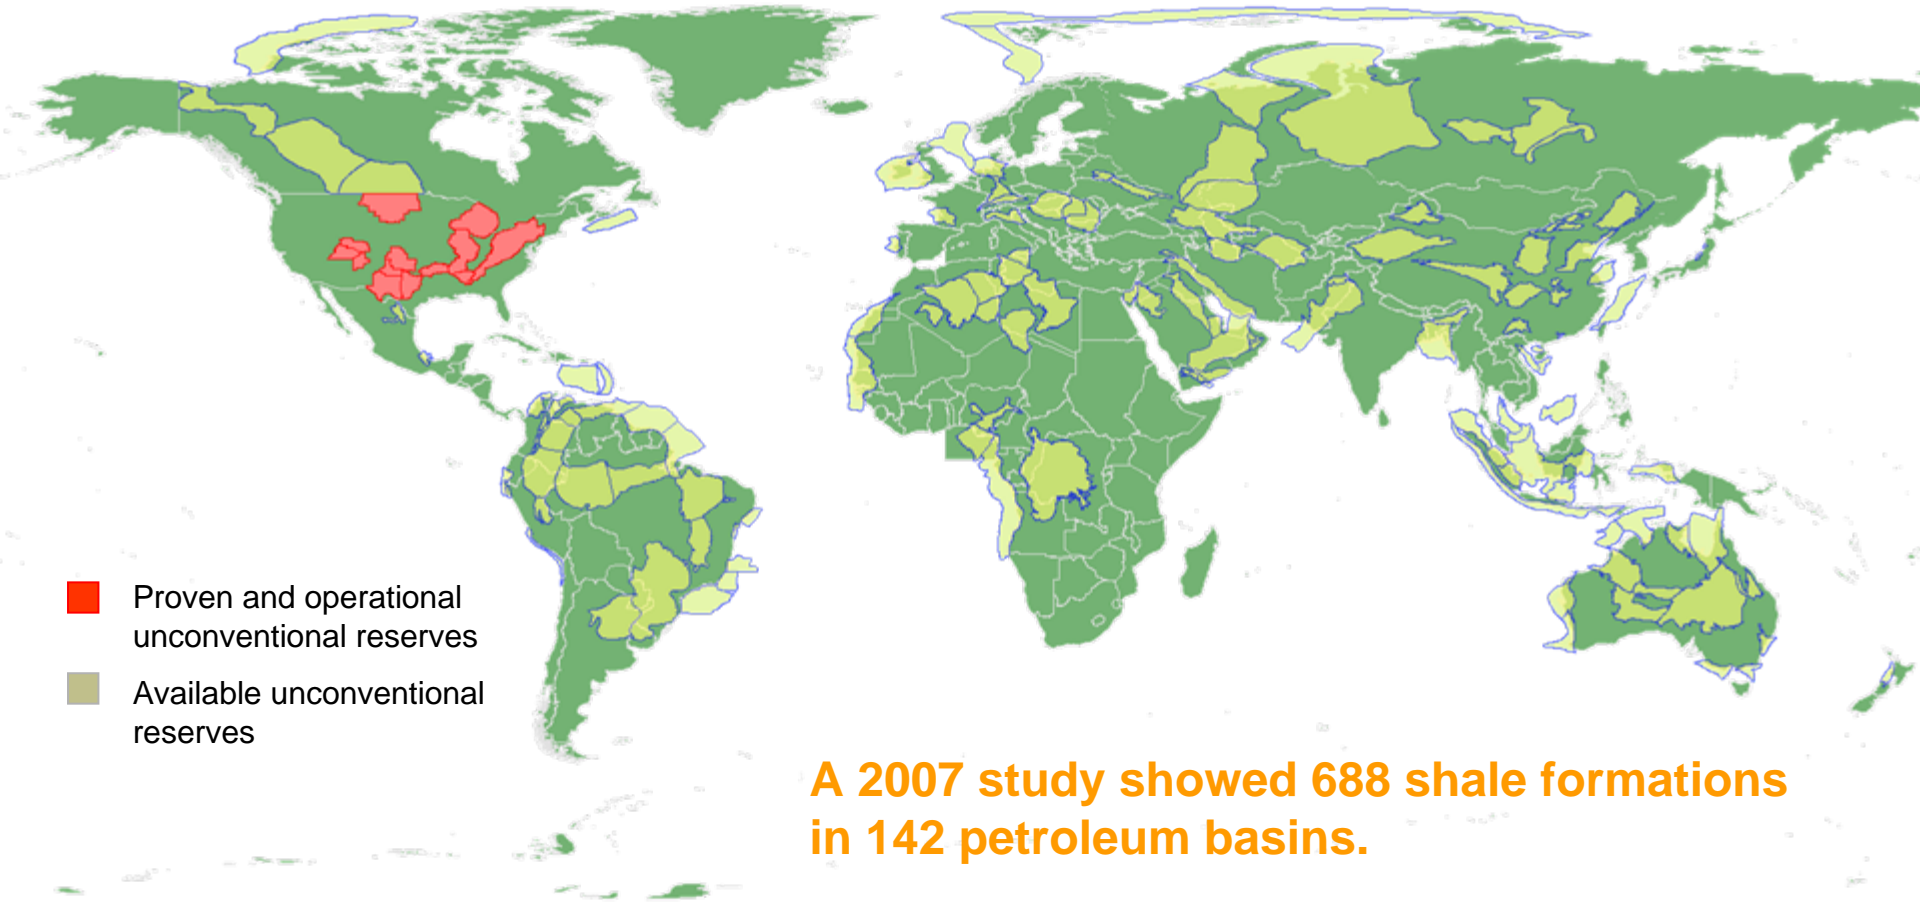 Proven and operational
unconventional reserves
Available unconventional
reserves
A 2007 study showed 688 shale formations
in 142 petroleum basins.